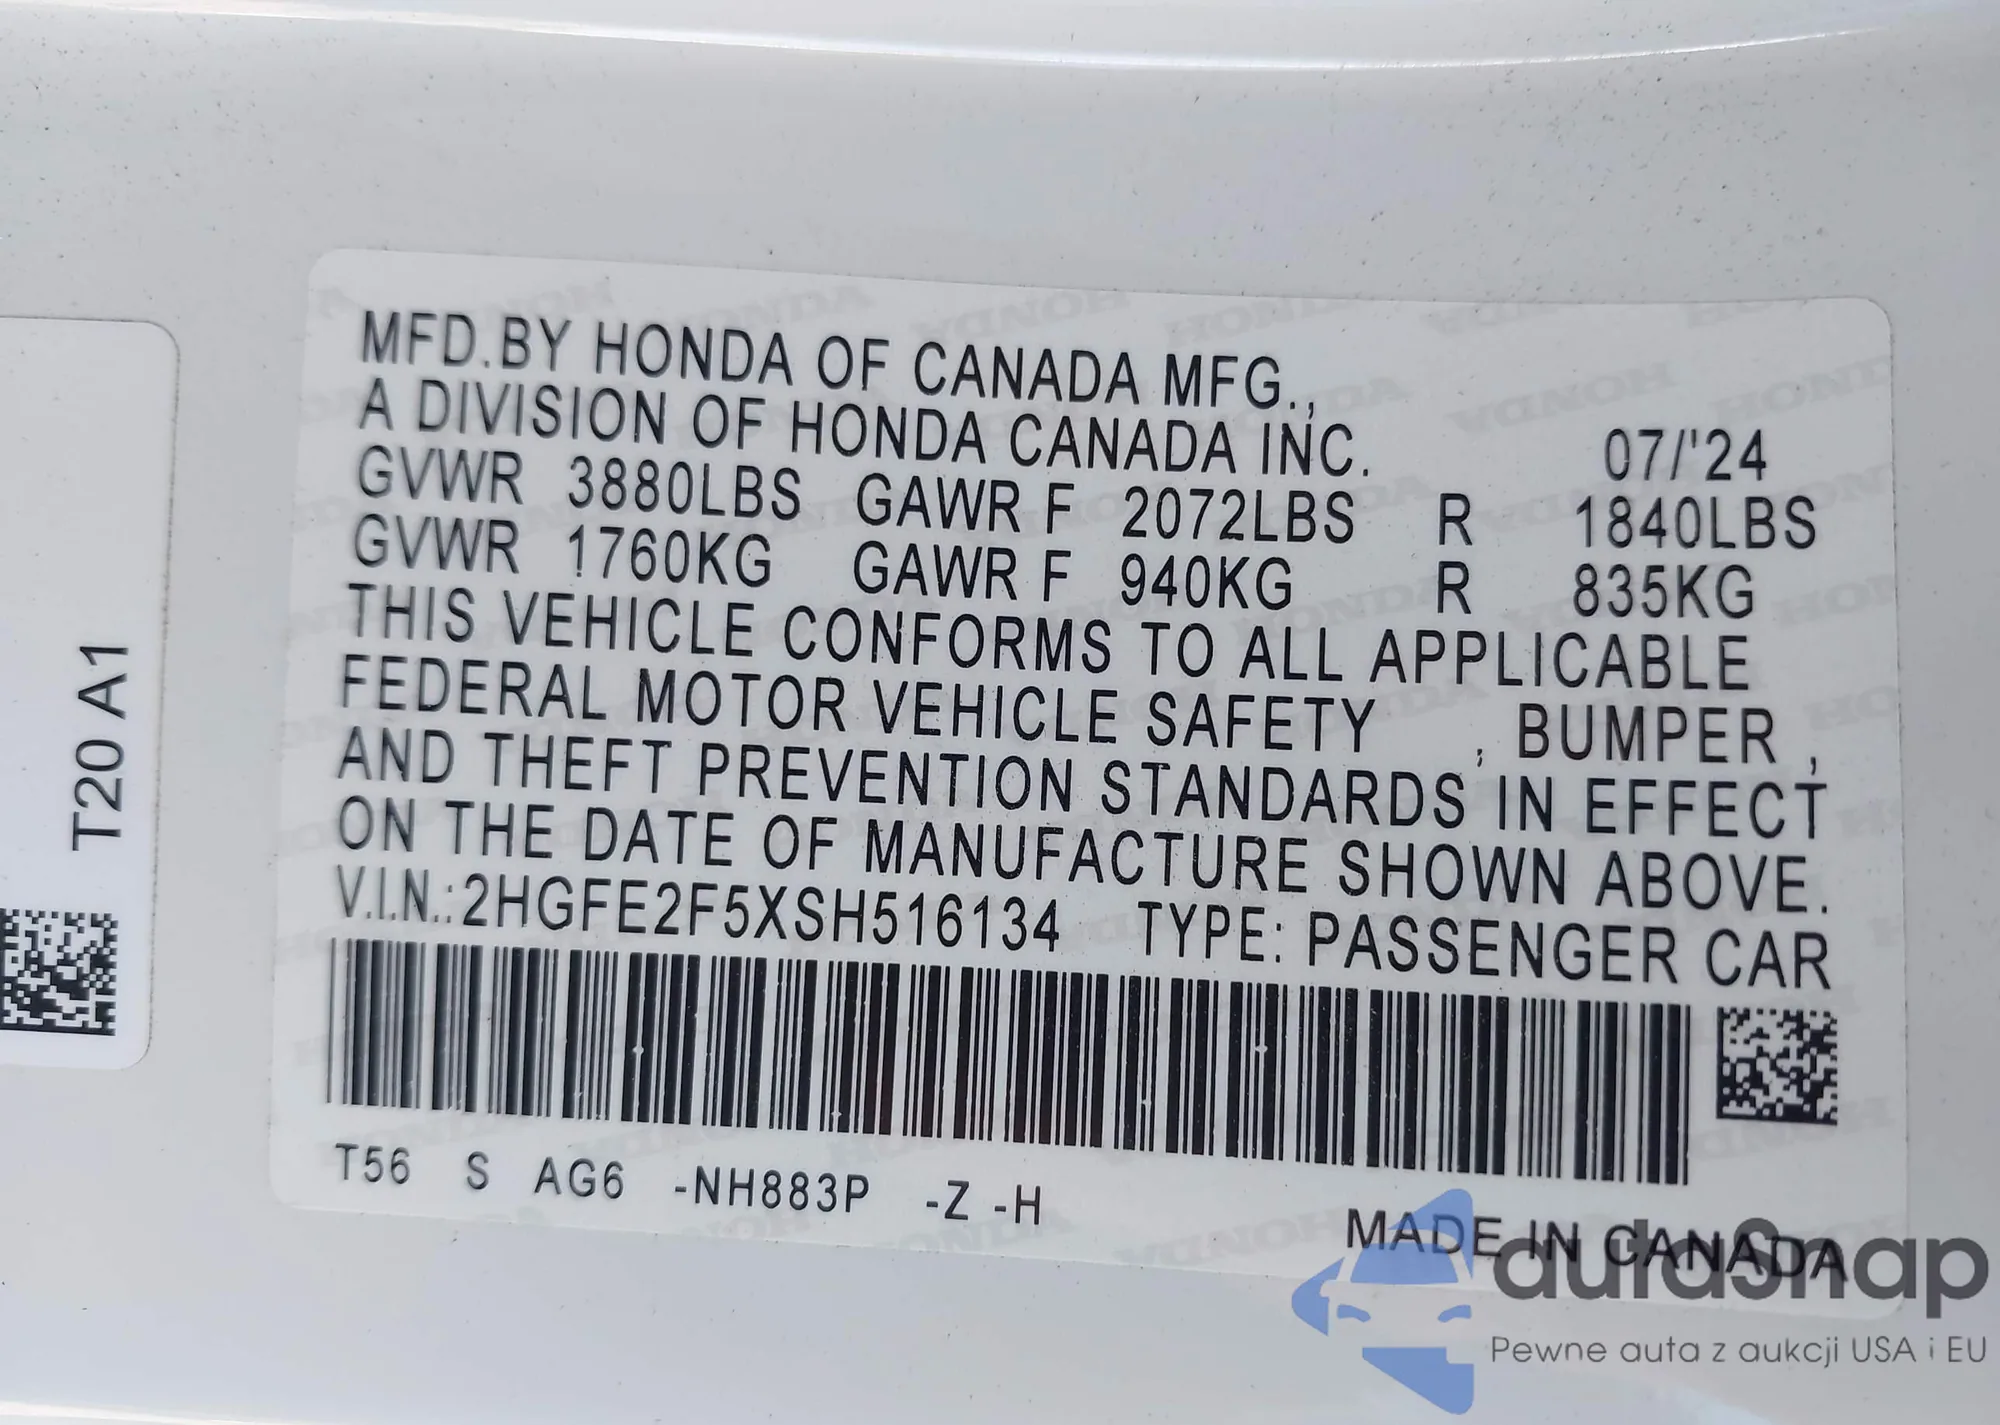 MFD.BY HONDA OF CANADA MFG.,
A DIVISION OF HONDA CANADA INC. 07/'24
GVWR 3880LBS GAWR F 2072LBS R 1840LBS
GVWR 1760KG GAWR F 940KG R 835KG
THIS VEHICLE CONFORMS TO ALL APPLICABLE
FEDERAL MOTOR VEHICLE SAFETY , BUMPER ,
AND THEFT PREVENTION STANDARDS IN EFFECT
ON THE DATE OF MANUFACTURE SHOWN ABOVE.
V.I.N.:2HGFE2F5XSH516134 TYPE: PASSENGER CAR
T56 S AG6 -NH883P -Z -H
MADE IN CANADA
T20 A1
autasnap
Pewne auta z aukcji USA i EU